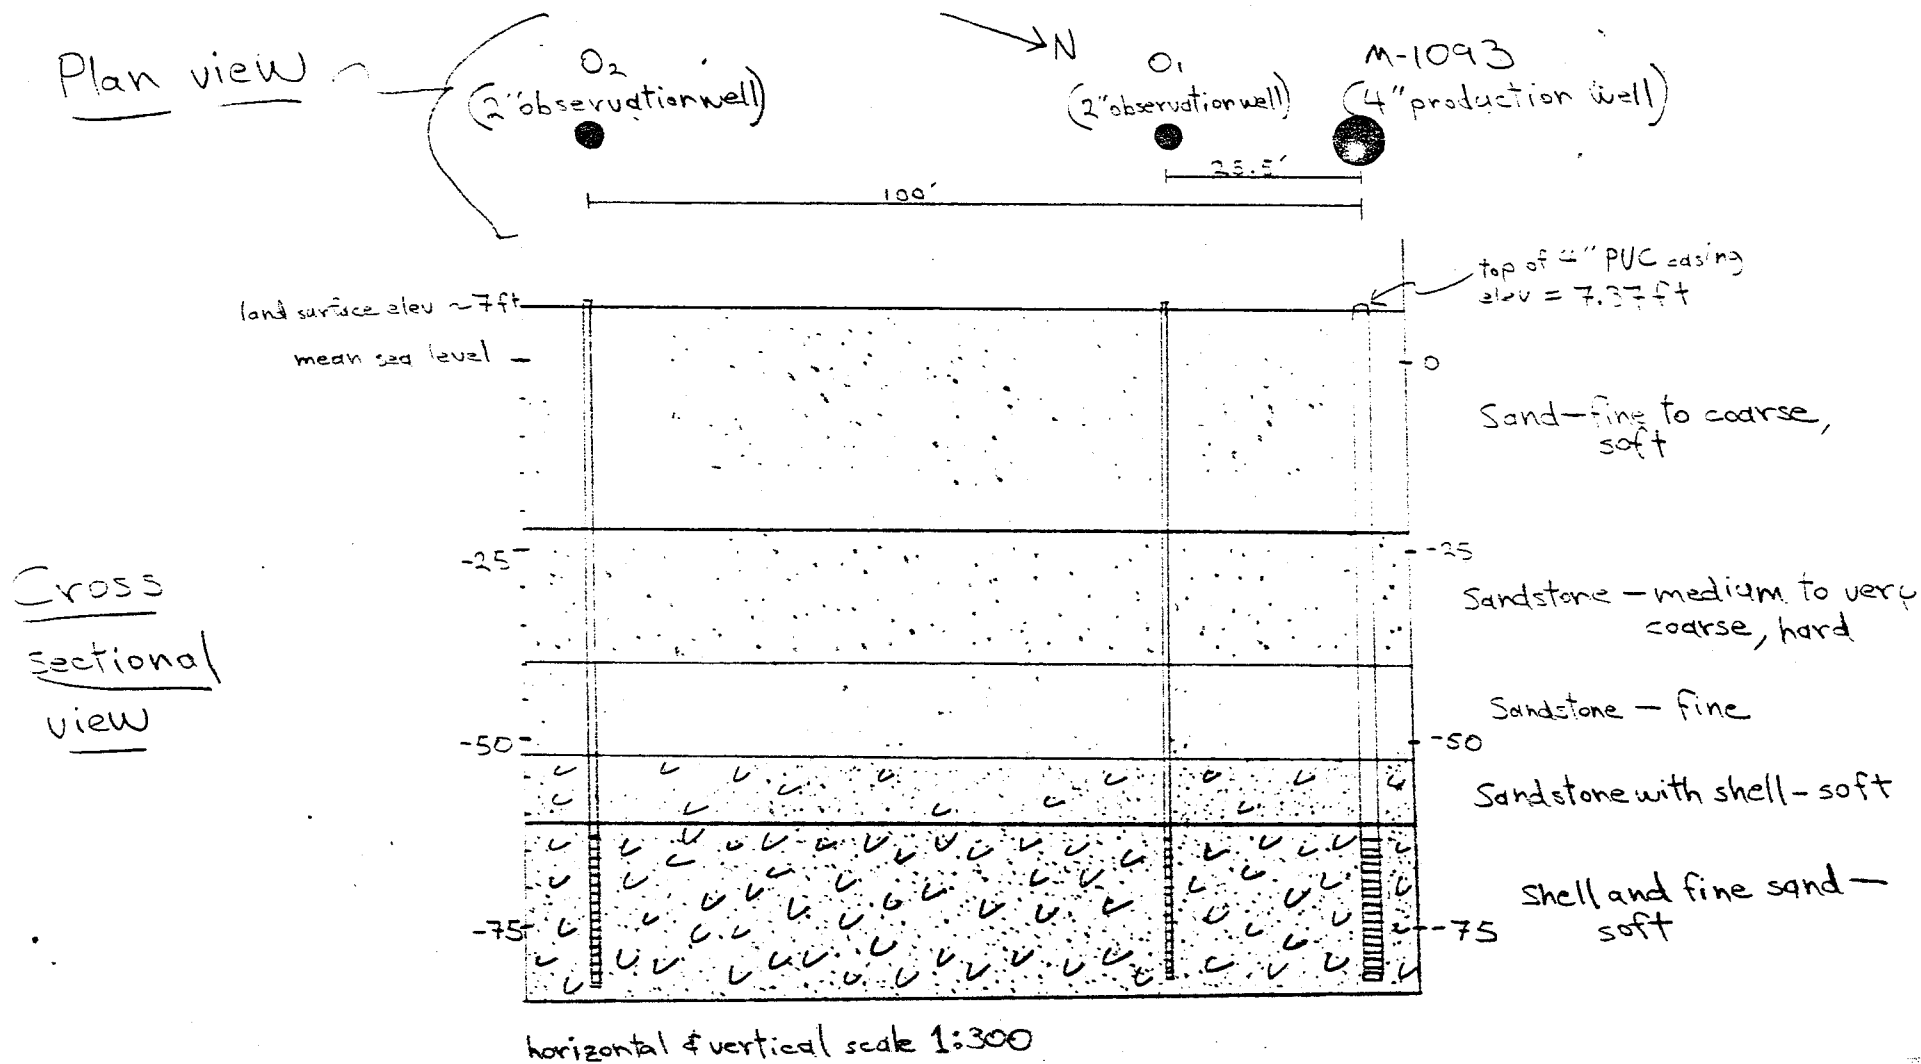 Plan view
N
O₂
(2"observation well)
O₁
(2"observation well)
M-1093
(4"production well)
25.5'
100'
top of 4" PVC casing
elev = 7.37ft
land surface elev ~7ft
mean sea level
0
Sand-fine to coarse,
soft
-25
-25
Sandstone - medium to very
coarse, hard
Cross
sectional
view
Sandstone - fine
-50
-50
Sandstone with shell-soft
Shell and fine sand-
soft
-75
-75
horizontal & vertical scale 1:300